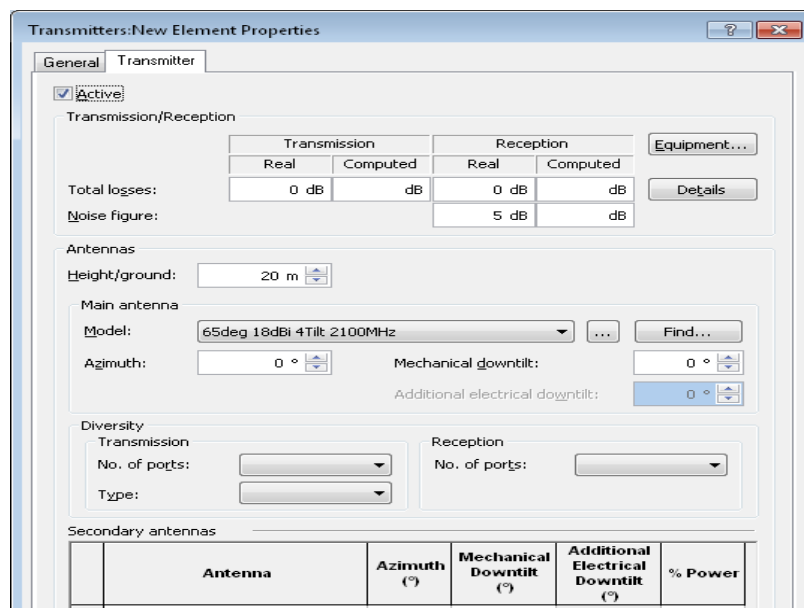 Transmitters:New Element Properties
General Transmitter
Active
Transmission/Reception
Transmission Reception
Equipment...
Real Computed Real Computed
Total losses: 0 dB dB 0 dB dB Details
Noise figure: 5 dB dB
Antennas
Height/ground: 20 m
Main antenna
Model: 65deg 18dBi 4Tilt 2100MHz ... Find...
Azimuth: 0 ° Mechanical downtilt: 0 °
Additional electrical downtilt: 0 °
Diversity
Transmission Reception
No. of ports: No. of ports:
Type:
Secondary antennas
Antenna Azimuth (°) Mechanical Downtilt (°) Additional Electrical Downtilt (°) % Power